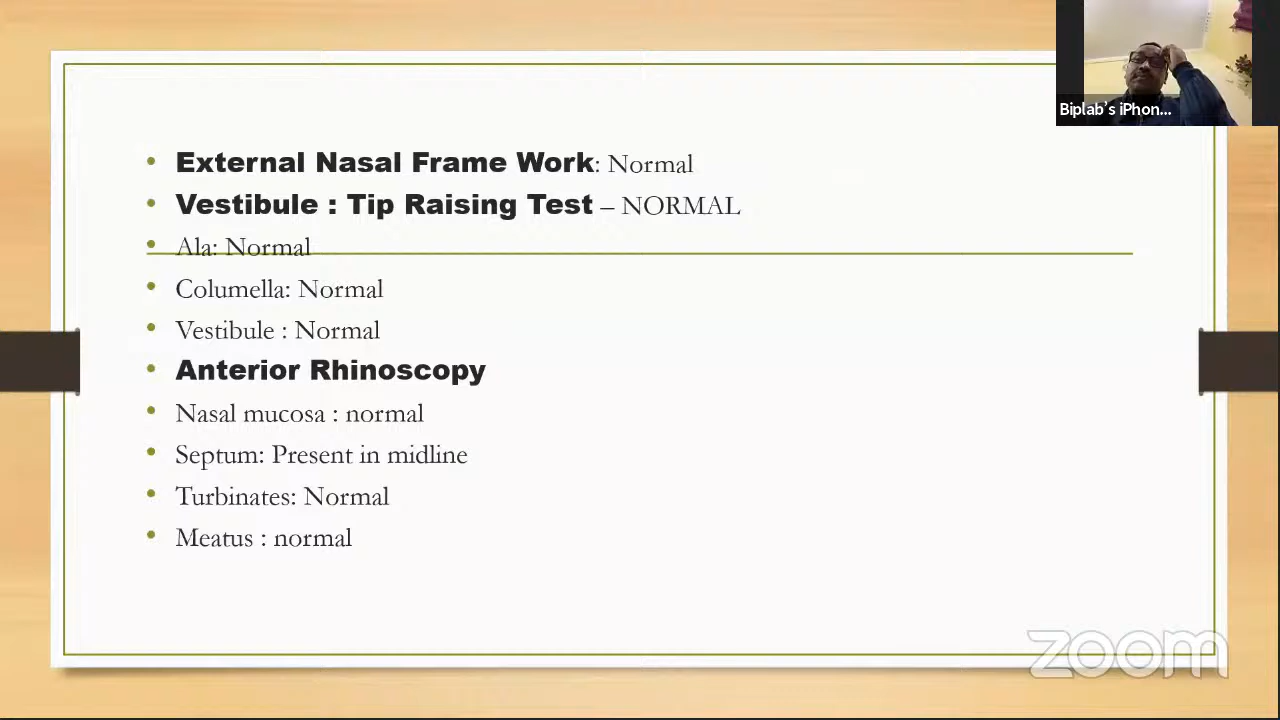 Biplab's iPhon...
• External Nasal Frame Work: Normal
• Vestibule : Tip Raising Test – NORMAL
• Ala: Normal
• Columella: Normal
• Vestibule : Normal
• Anterior Rhinoscopy
• Nasal mucosa : normal
• Septum: Present in midline
• Turbinates: Normal
• Meatus : normal
zoom